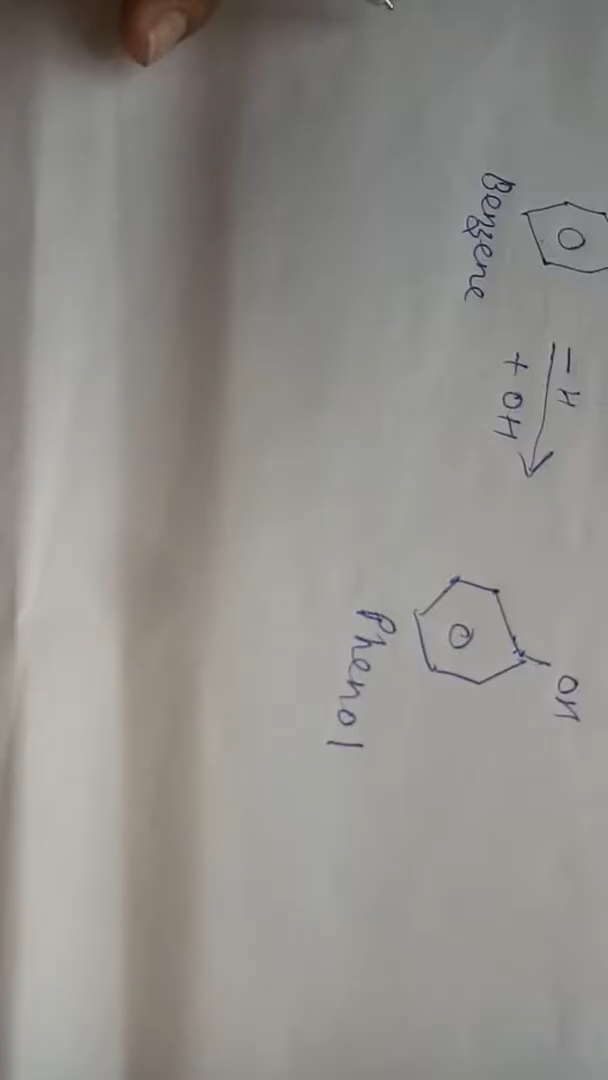 Benzene
- H
+ OH
OH
Phenol